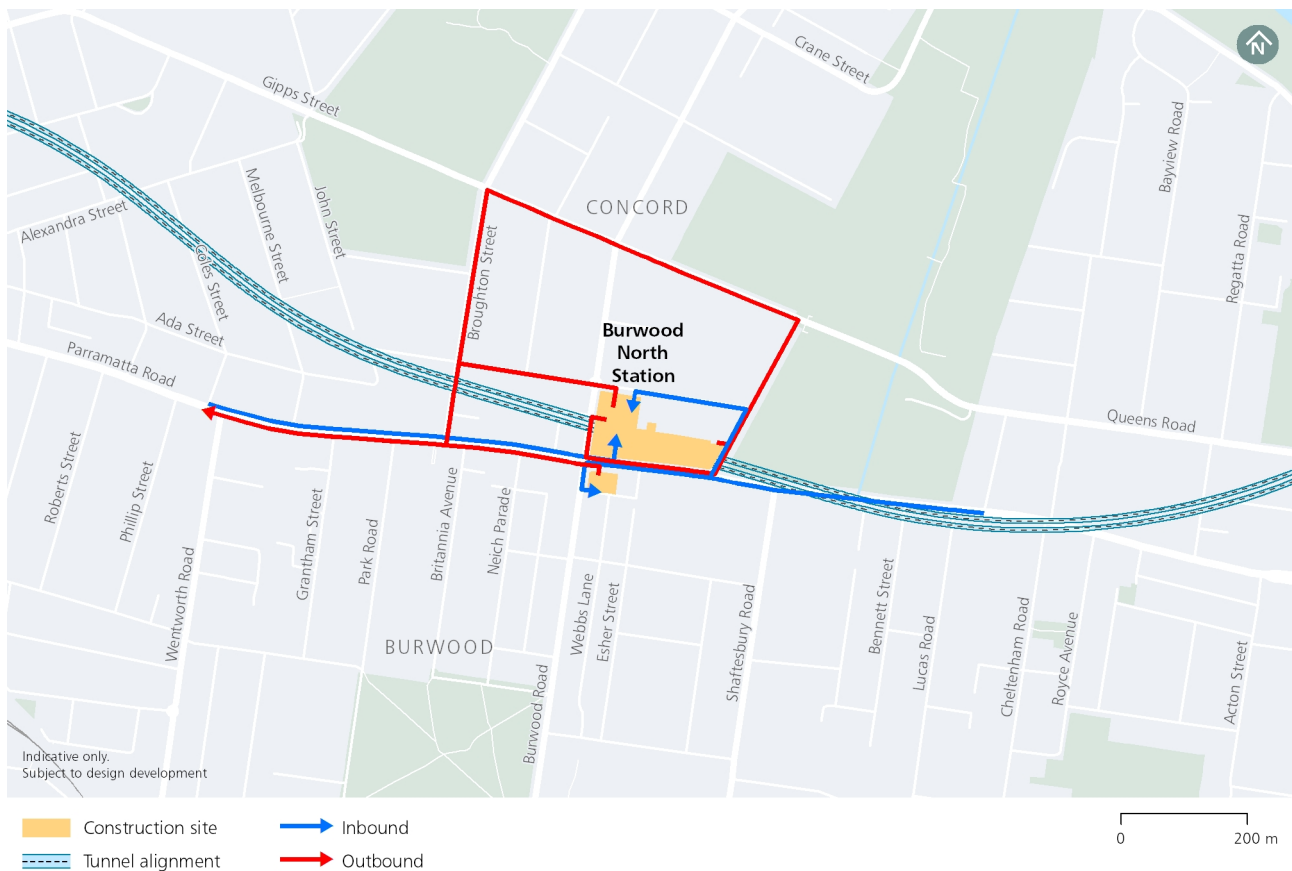 N
Crane Street
Gipps Street
Bayview Road
Melbourne Street
John Street
Alexandra Street
CONCORD
Regatta Road
Broughton Street
Coles Street
Ada Street
Burwood
North
Station
Parramatta Road
Queens Road
Roberts Street
Phillip Street
Wentworth Road
Grantham Street
Park Road
Britannia Avenue
Neich Parade
Webbs Lane
Esher Street
Burwood Road
Shaftesbury Road
Bennett Street
Lucas Road
Cheltenham Road
Royce Avenue
Acton Street
BURWOOD
Indicative only.
Subject to design development
Construction site
Inbound
Tunnel alignment
Outbound
0 200 m